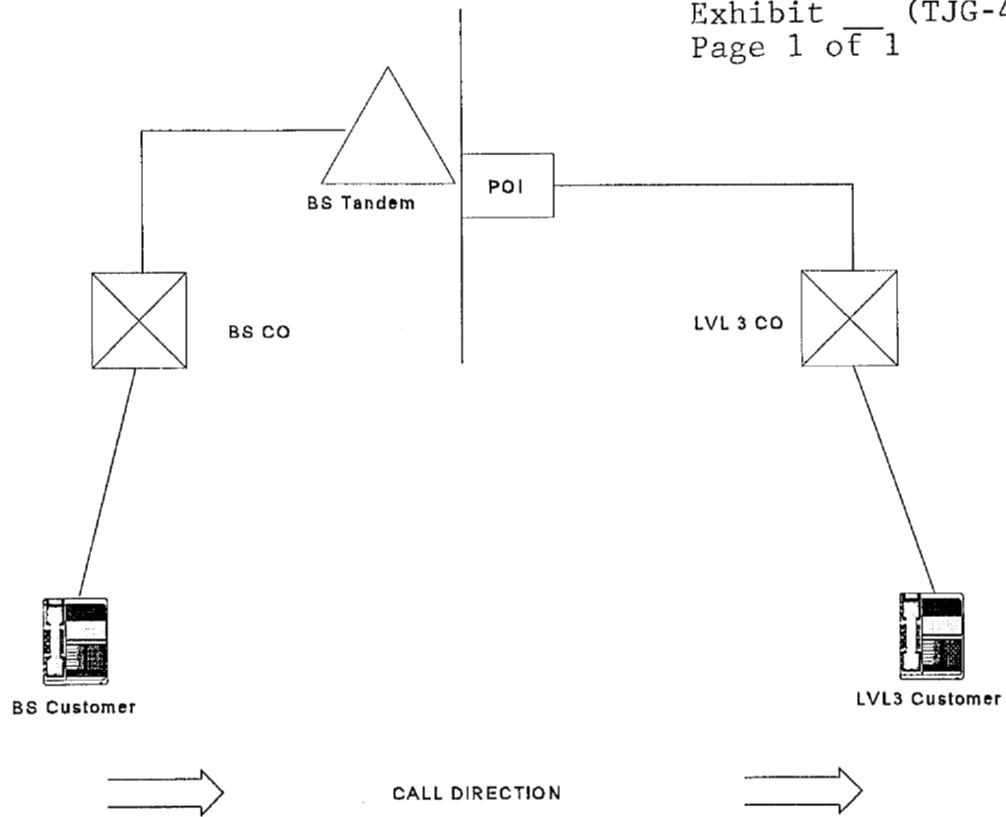 Exhibit __ (TJG-4
Page 1 of 1
BS Tandem
POI
BS CO
LVL 3 CO
BS Customer
LVL3 Customer
CALL DIRECTION